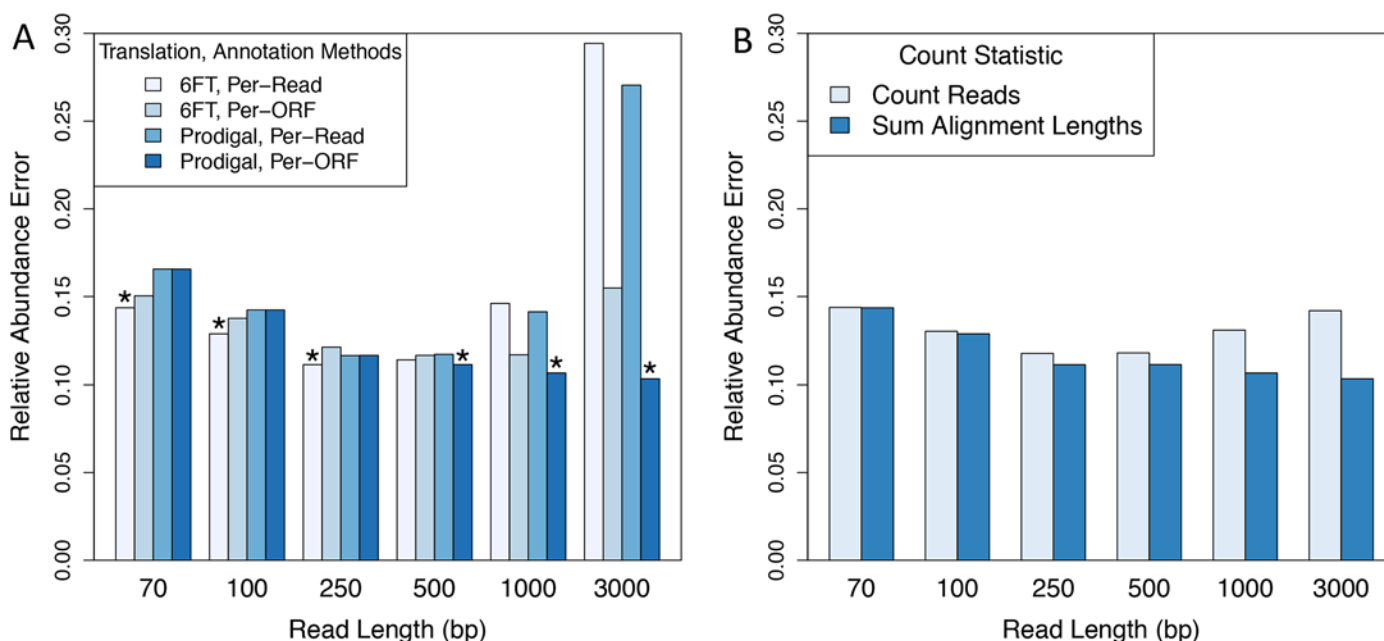 A
Relative Abundance Error
0.00 0.05 0.10 0.15 0.20 0.25 0.30
Translation, Annotation Methods
6FT, Per−Read
6FT, Per−ORF
Prodigal, Per−Read
Prodigal, Per−ORF
* * * * * *
70 100 250 500 1000 3000
Read Length (bp)
B
Relative Abundance Error
0.00 0.05 0.10 0.15 0.20 0.25 0.30
Count Statistic
Count Reads
Sum Alignment Lengths
70 100 250 500 1000 3000
Read Length (bp)